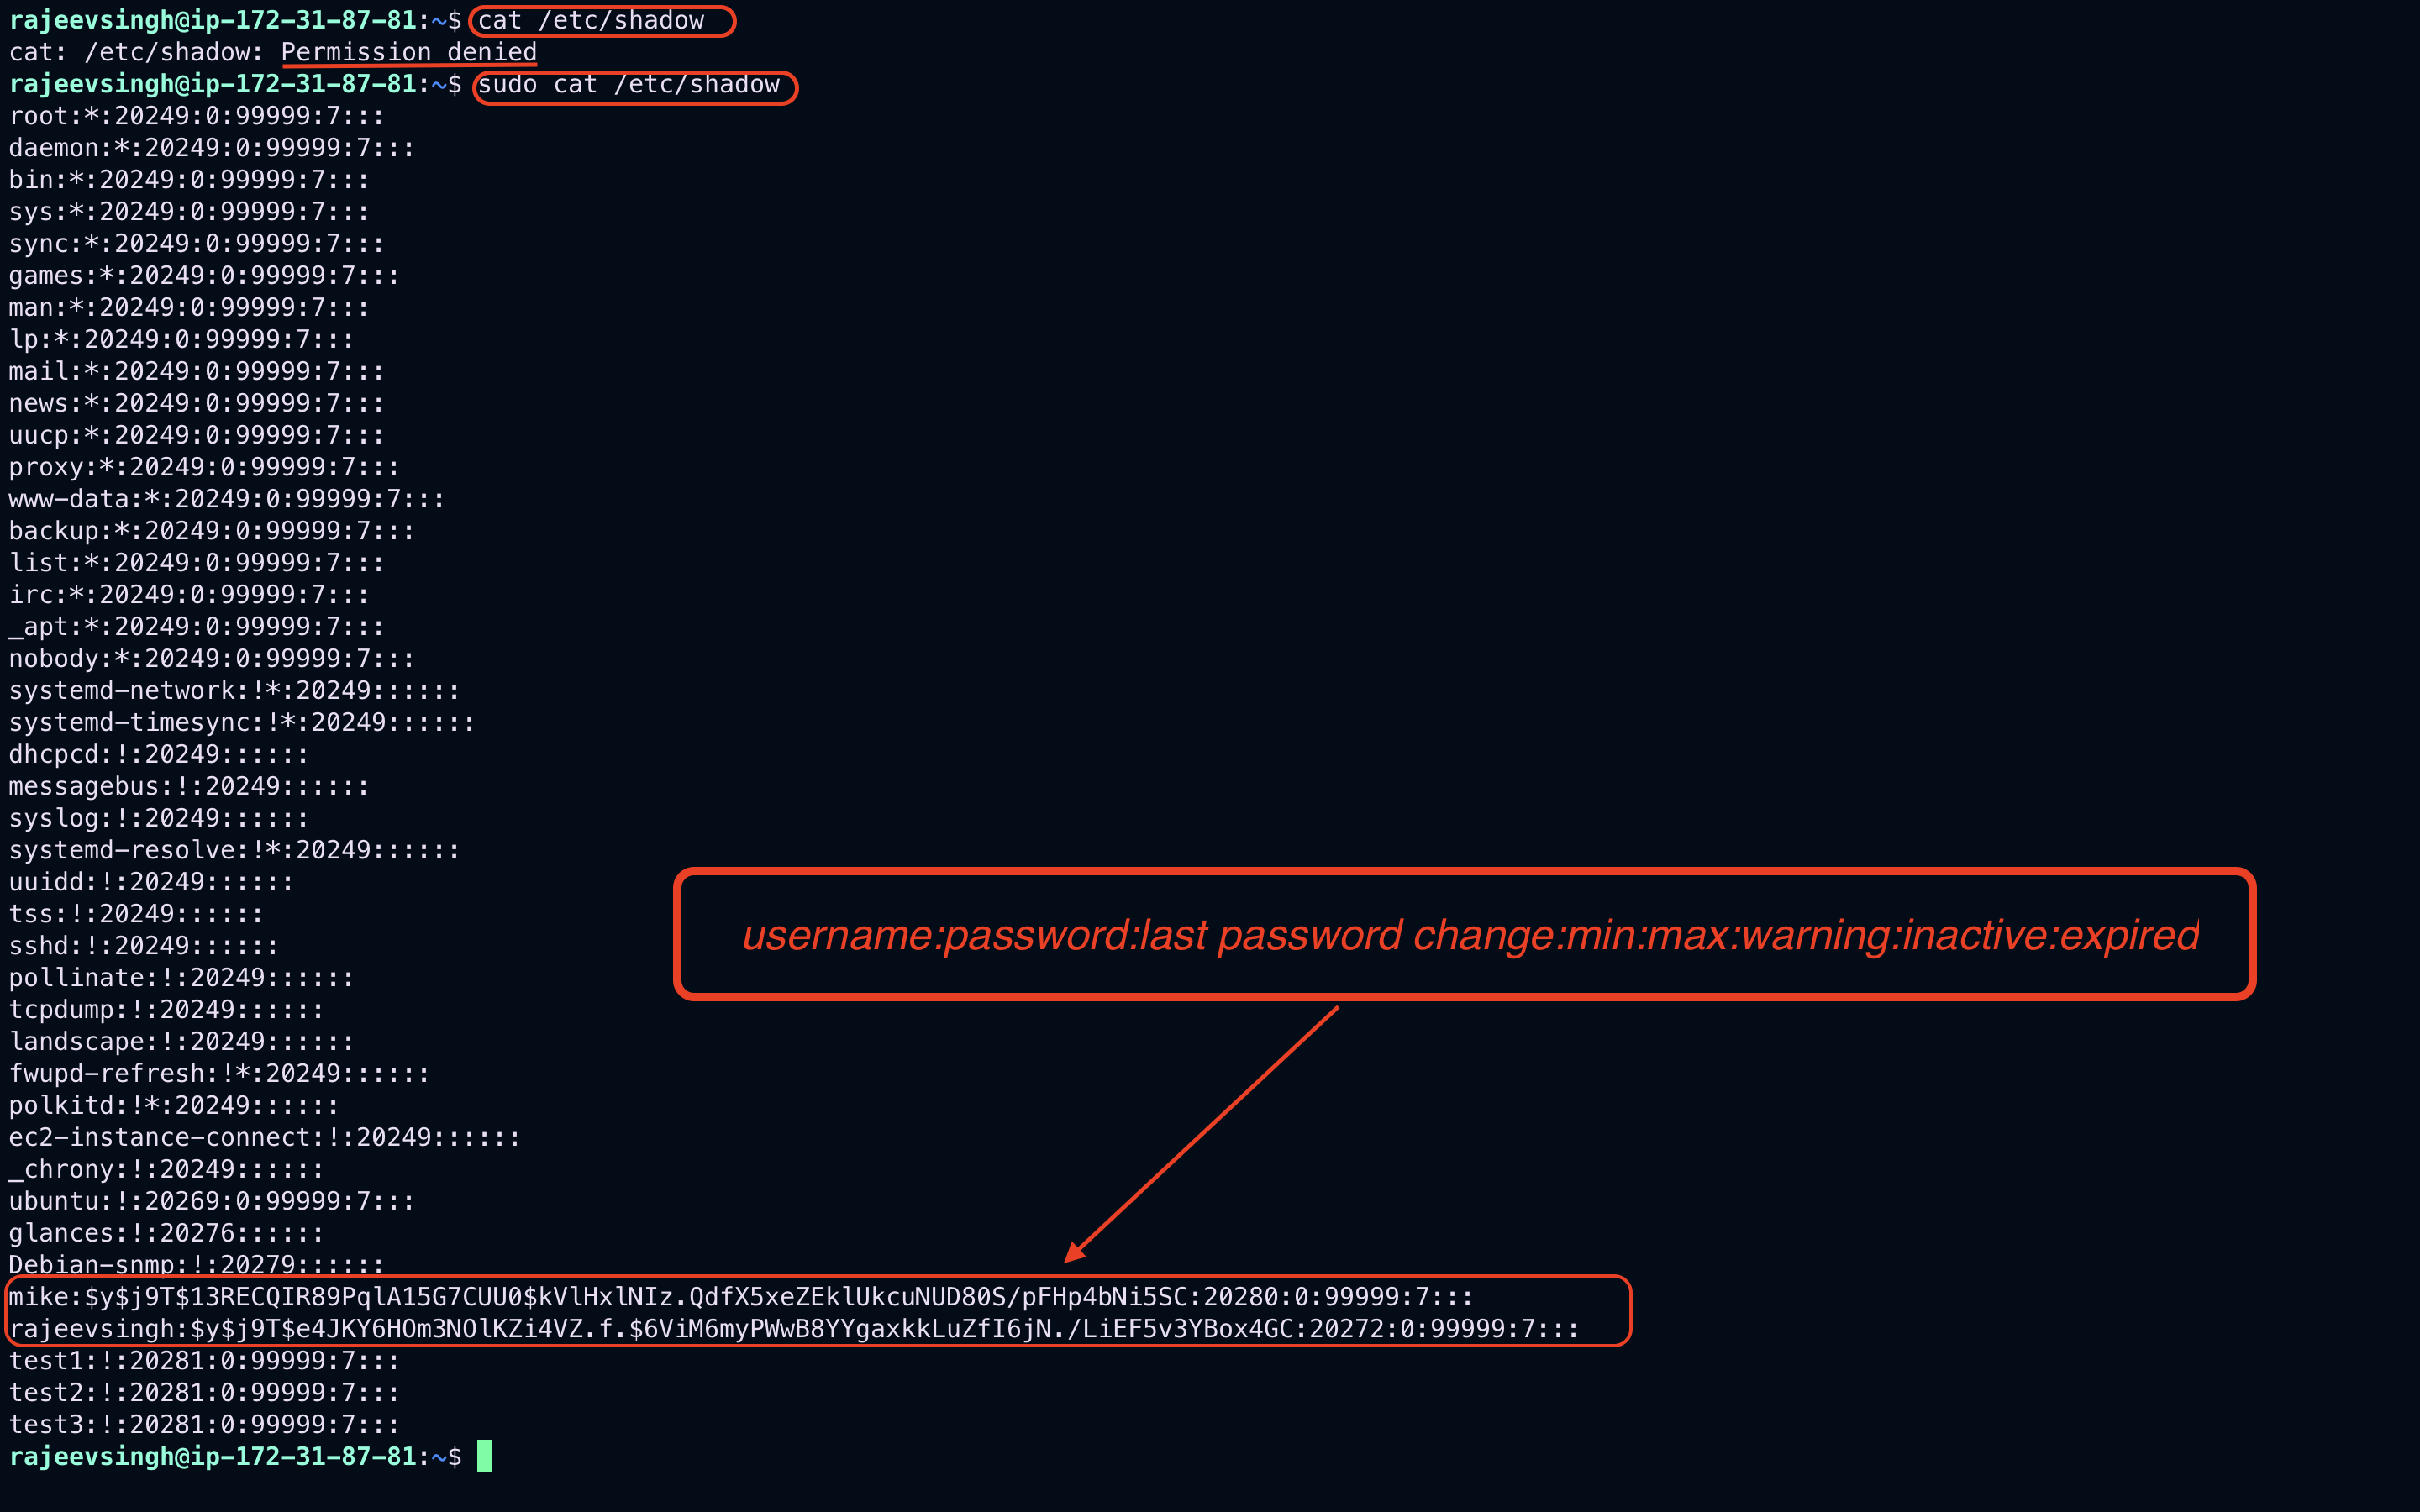 rajeevsingh@ip-172-31-87-81:~$ cat /etc/shadow
cat: /etc/shadow: Permission denied
rajeevsingh@ip-172-31-87-81:~$ sudo cat /etc/shadow
root:*:20249:0:99999:7:::
daemon:*:20249:0:99999:7:::
bin:*:20249:0:99999:7:::
sys:*:20249:0:99999:7:::
sync:*:20249:0:99999:7:::
games:*:20249:0:99999:7:::
man:*:20249:0:99999:7:::
lp:*:20249:0:99999:7:::
mail:*:20249:0:99999:7:::
news:*:20249:0:99999:7:::
uucp:*:20249:0:99999:7:::
proxy:*:20249:0:99999:7:::
www-data:*:20249:0:99999:7:::
backup:*:20249:0:99999:7:::
list:*:20249:0:99999:7:::
irc:*:20249:0:99999:7:::
_apt:*:20249:0:99999:7:::
nobody:*:20249:0:99999:7:::
systemd-network:!*:20249::::::
systemd-timesync:!*:20249::::::
dhcpcd:!:20249::::::
messagebus:!:20249::::::
syslog:!:20249::::::
systemd-resolve:!*:20249::::::
uuidd:!:20249::::::
tss:!:20249::::::
sshd:!:20249::::::
pollinate:!:20249::::::
tcpdump:!:20249::::::
landscape:!:20249::::::
fwupd-refresh:!*:20249::::::
polkitd:!*:20249::::::
ec2-instance-connect:!:20249::::::
_chrony:!:20249::::::
ubuntu:!:20269:0:99999:7:::
glances:!:20276::::::
Debian-snmp:!:20279::::::
username:password:last password change:min:max:warning:inactive:expired
mike:$y$j9T$13RECQIR89PqlA15G7CUU0$kVlHxlNIz.QdfX5xeZEklUkcuNUD80S/pFHp4bNi5SC:20280:0:99999:7:::
rajeevsingh:$y$j9T$e4JKY6HOm3NOlKZi4VZ.f.$6ViM6myPWwB8YYgaxkkLuZfI6jN./LiEF5v3YBox4GC:20272:0:99999:7:::
test1:!:20281:0:99999:7:::
test2:!:20281:0:99999:7:::
test3:!:20281:0:99999:7:::
rajeevsingh@ip-172-31-87-81:~$